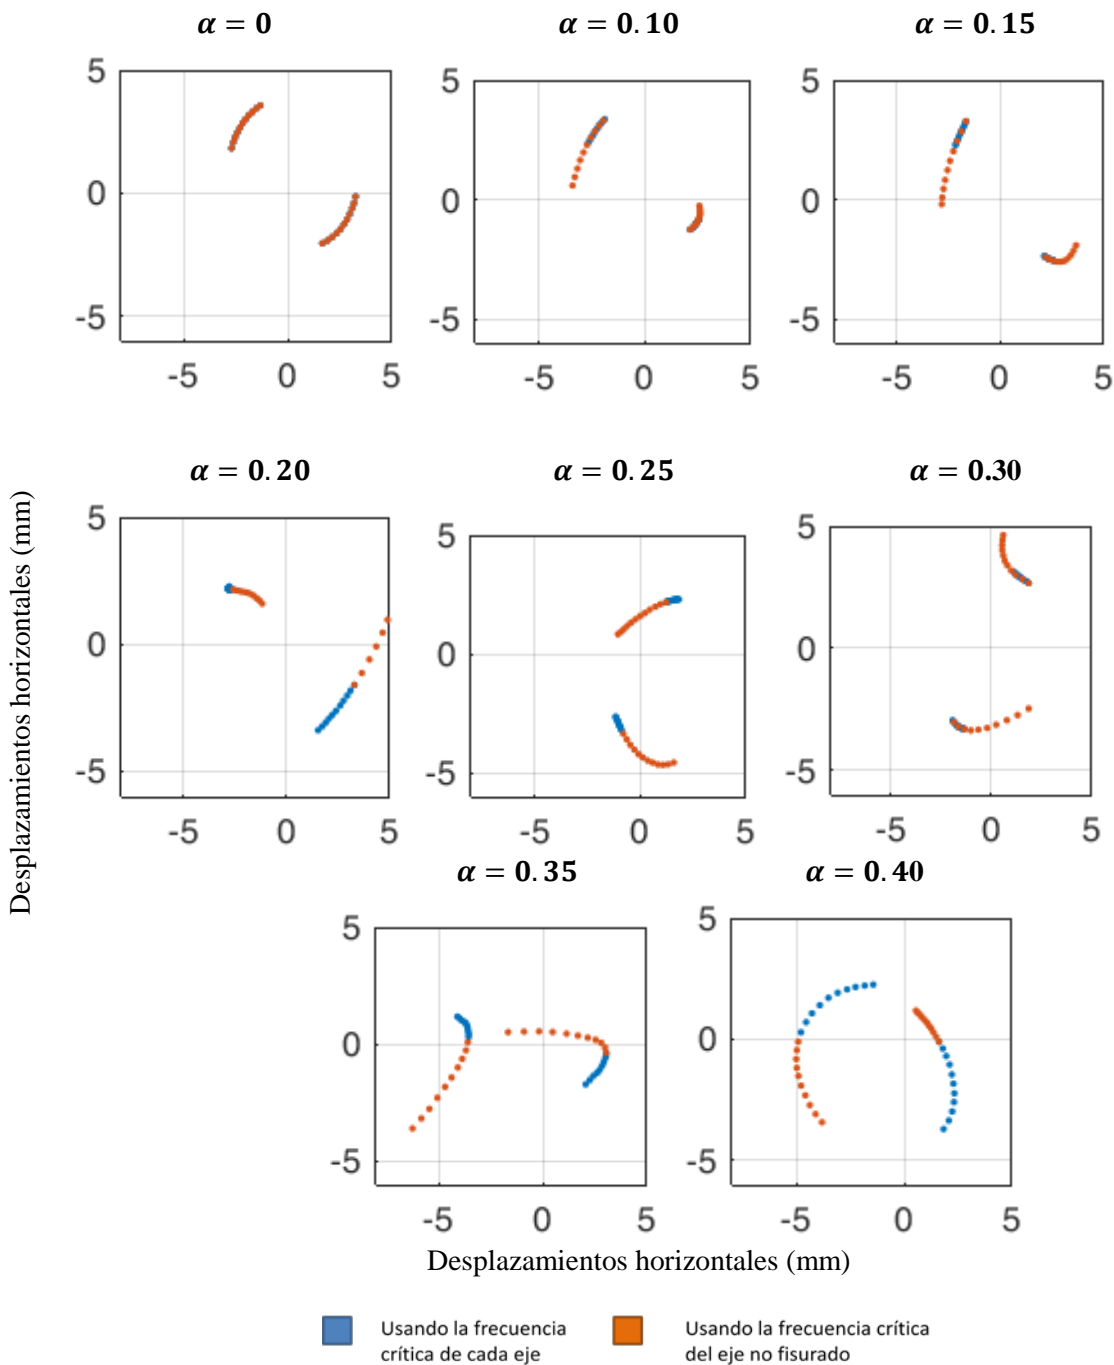 α = 0
α = 0.10
α = 0.15
5
0
-5
-5 0 5
5
0
-5
-5 0 5
5
0
-5
-5 0 5
α = 0.20
α = 0.25
α = 0.30
5
0
-5
-5 0 5
5
0
-5
-5 0 5
5
0
-5
-5 0 5
Desplazamientos horizontales (mm)
α = 0.35
α = 0.40
5
0
-5
-5 0 5
5
0
-5
-5 0 5
Desplazamientos horizontales (mm)
Usando la frecuencia
crítica de cada eje
Usando la frecuencia crítica
del eje no fisurado